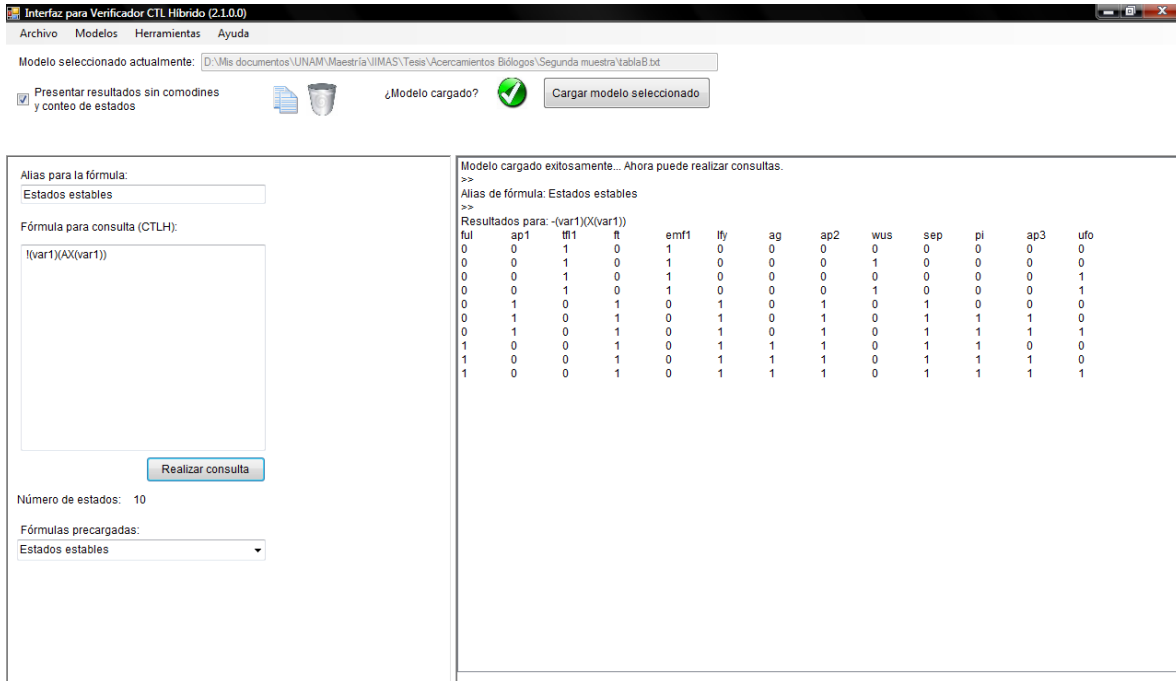 Interfaz para Verificador CTL Híbrido (2.1.0.0)
Archivo Modelos Herramientas Ayuda
Modelo seleccionado actualmente: D:\Mis documentos\UNAM\Maestría\IIMAS\Tesis\Acercamientos Biólogos\Segunda muestra\tablaB.txt
Presentar resultados sin comodines
y conteo de estados
¿Modelo cargado?
Cargar modelo seleccionado
Alias para la fórmula:
Estados estables
Fórmula para consulta (CTLH):
!(var1)(AX(var1))
Realizar consulta
Número de estados: 10
Fórmulas precargadas:
Estados estables
Modelo cargado exitosamente... Ahora puede realizar consultas.
>>
Alias de fórmula: Estados estables
>>
Resultados para: -(var1)(X(var1))
ful ap1 tfl1 ft emf1 lfy ag ap2 wus sep pi ap3 ufo
0 0 1 0 1 0 0 0 0 0 0 0 0
0 0 1 0 1 0 0 0 1 0 0 0 0
0 0 1 0 1 0 0 0 0 0 0 0 1
0 0 1 0 1 0 0 0 1 0 0 0 1
0 1 0 1 0 1 0 1 0 1 0 0 0
0 1 0 1 0 1 0 1 0 1 1 1 0
0 1 0 1 0 1 0 1 0 1 1 1 1
1 0 0 1 0 1 1 1 0 1 1 0 0
1 0 0 1 0 1 1 1 0 1 1 1 0
1 0 0 1 0 1 1 1 0 1 1 1 1